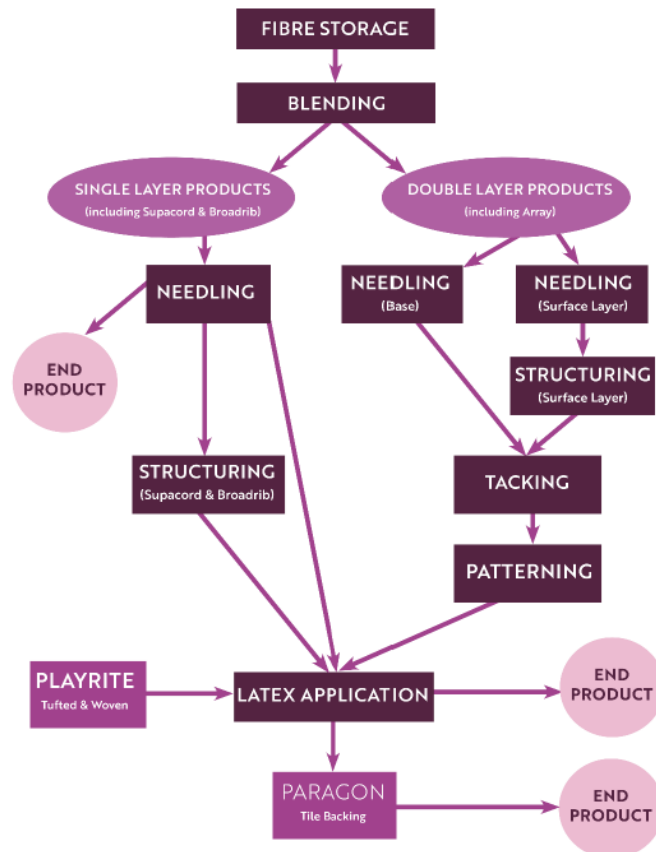 FIBRE STORAGE
BLENDING
SINGLE LAYER PRODUCTS
(including Supacord & Broadrib)
DOUBLE LAYER PRODUCTS
(including Array)
NEEDLING
NEEDLING
(Base)
NEEDLING
(Surface Layer)
END
PRODUCT
STRUCTURING
(Surface Layer)
STRUCTURING
(Supacord & Broadrib)
TACKING
PATTERNING
PLAYRITE
Tufted & Woven
LATEX APPLICATION
END
PRODUCT
PARAGON
Tile Backing
END
PRODUCT